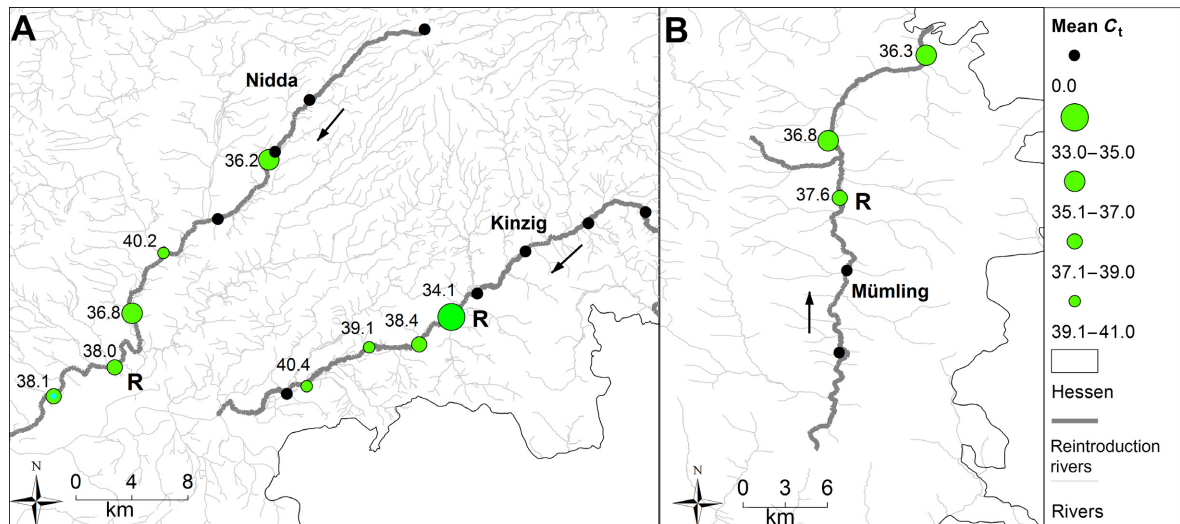 A
Nidda
36.2
40.2
36.8
38.0
R
38.1
Kinzig
34.1
R
38.4
39.1
40.4
N
0 4 8
km
B
36.3
36.8
37.6
R
Mümling
N
0 6
km
Mean Ct
0.0
33.0–35.0
35.1–37.0
37.1–39.0
39.1–41.0
Hessen
Reintroduction
rivers
Rivers